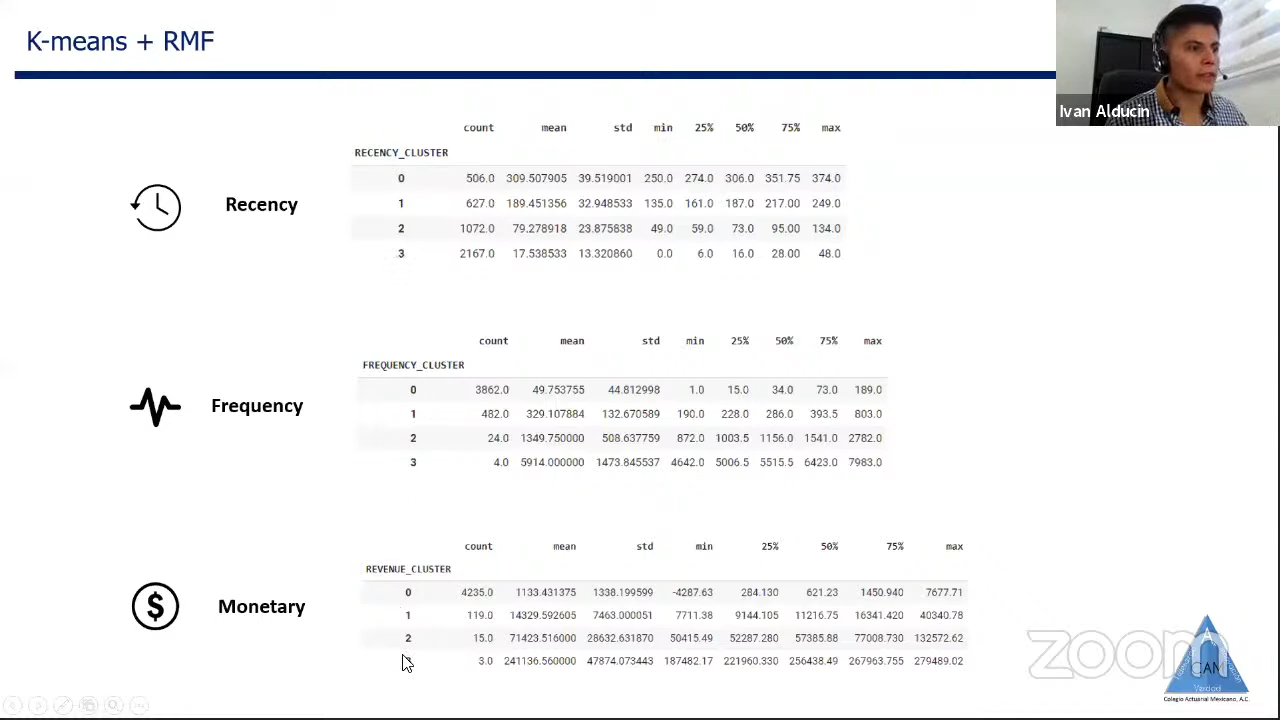 K-means + RMF
Ivan Alducin
count mean std min 25% 50% 75% max
RECENCY_CLUSTER
0 506.0 309.507905 39.519001 250.0 274.0 306.0 351.75 374.0
1 627.0 189.451356 32.948533 135.0 161.0 187.0 217.00 249.0
Recency
2 1072.0 79.278918 23.875838 49.0 59.0 73.0 95.00 134.0
3 2167.0 17.538533 13.320860 0.0 6.0 16.0 28.00 48.0
count mean std min 25% 50% 75% max
FREQUENCY_CLUSTER
0 3862.0 49.753755 44.812998 1.0 15.0 34.0 73.0 189.0
Frequency
1 482.0 329.107884 132.670589 190.0 228.0 286.0 393.5 803.0
2 24.0 1349.750000 508.637759 872.0 1003.5 1156.0 1541.0 2782.0
3 4.0 5914.000000 1473.845537 4642.0 5006.5 5515.5 6423.0 7983.0
count mean std min 25% 50% 75% max
REVENUE_CLUSTER
0 4235.0 1133.431375 1338.199599 -4287.63 284.130 621.23 1450.940 7677.71
$ Monetary
1 119.0 14329.592605 7463.000051 7711.38 9144.105 11216.75 16341.420 40340.78
2 15.0 71423.516000 28632.631870 50415.49 52287.280 57385.88 77008.730 132572.62
3.0 241136.560000 47874.073443 187482.17 221960.330 256438.49 267963.755 279489.02
zoom
CAM
Verdad
Colegio Actuarial Mexicano, A.C.